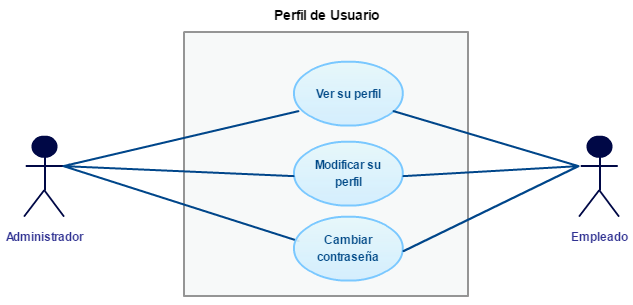 Perfil de Usuario
Ver su perfil
Modificar su
perfil
Cambiar
contraseña
Administrador
Empleado